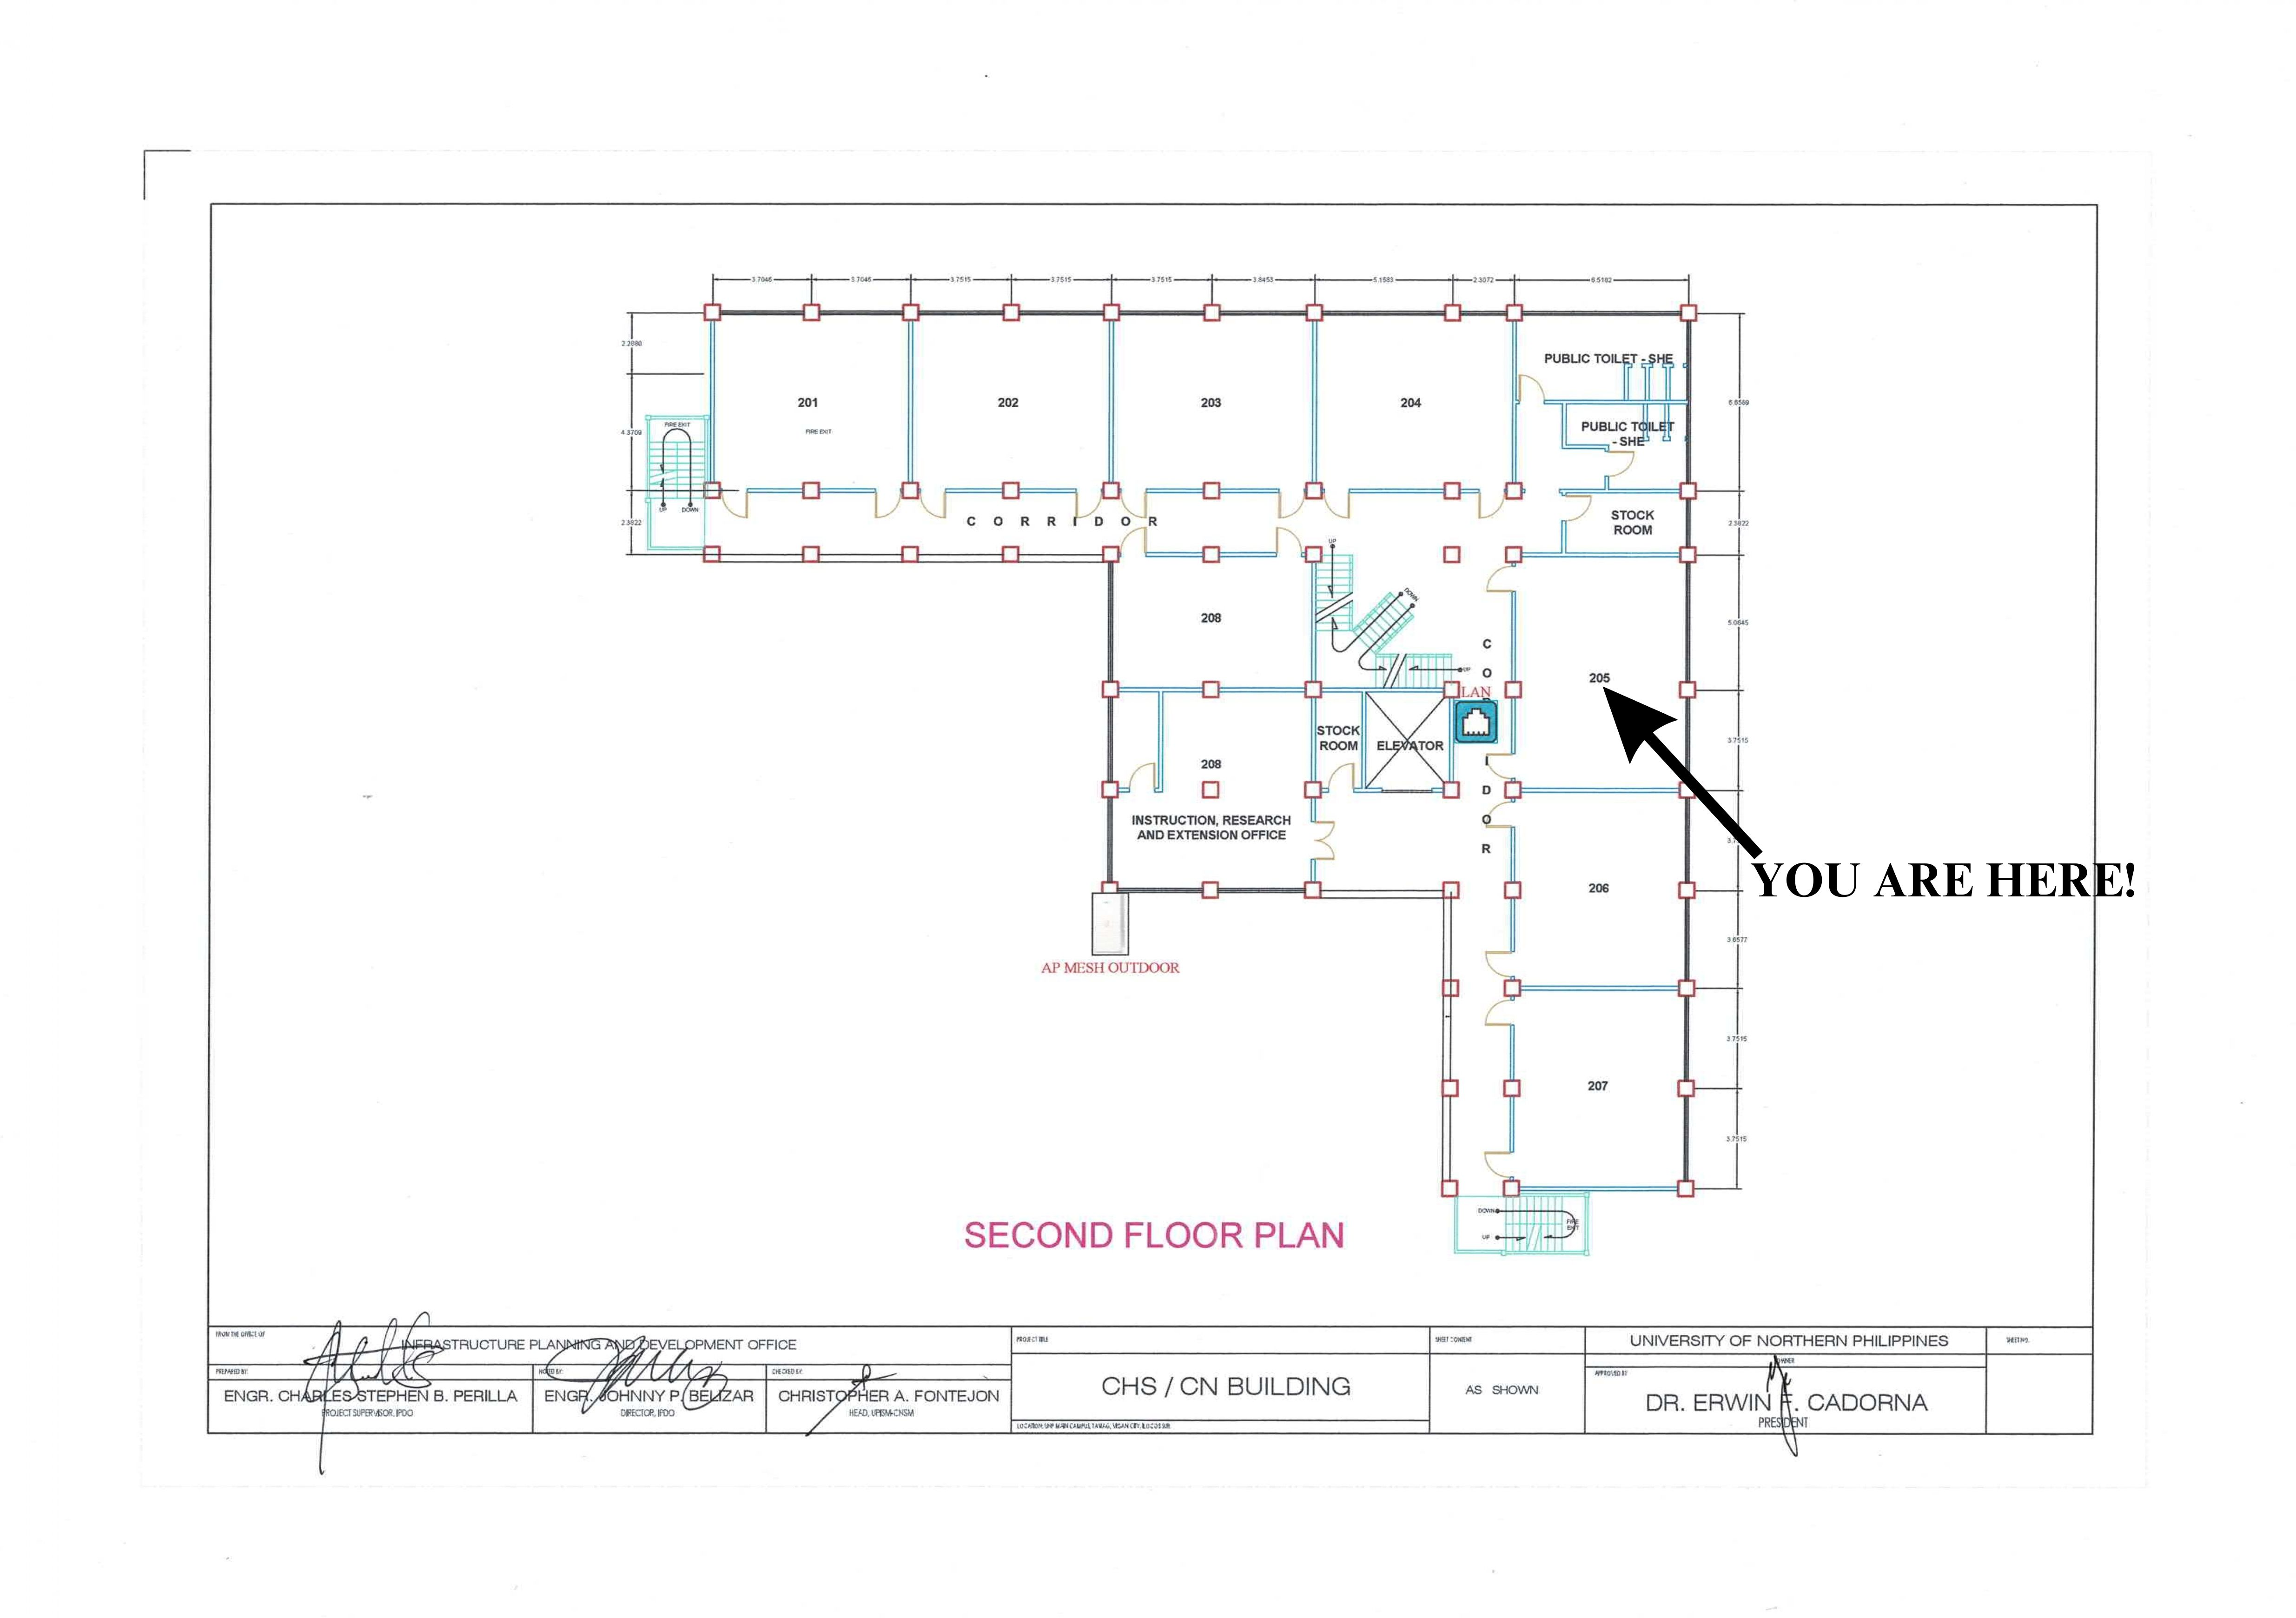 3.7046 3.7046 3.7515 3.7515 3.7515 3.8453 5.1583 2.3072 6.5182
2.2880
4.3709
2.3822
FIRE EXIT
UP DOWN
201
FIRE EXIT
202
203
204
PUBLIC TOILET - SHE
PUBLIC TOILET
- SHE
STOCK
ROOM
6.6589
2.3822
5.0645
3.7515
3.6577
3.7515
3.7515
CORRIDOR
UP
DOWN
UP
208
CORRIDOR
205
LAN
STOCK
ROOM
ELEVATOR
208
INSTRUCTION, RESEARCH
AND EXTENSION OFFICE
YOU ARE HERE!
206
AP MESH OUTDOOR
207
DOWN
UP
FIRE
EXIT
SECOND FLOOR PLAN
FROM THE OFFICE OF
INFRASTRUCTURE PLANNING AND DEVELOPMENT OFFICE
PREPARED BY:
ENGR. CHARLES STEPHEN B. PERILLA
PROJECT SUPERVISOR, IPDO
NOTED BY:
ENGR. JOHNNY P. BELIZAR
DIRECTOR, IPDO
CHECKED BY:
CHRISTOPHER A. FONTEJON
HEAD, UPISM-CNSM
PROJECT TITLE
CHS / CN BUILDING
LOCATION: UNP MAIN CAMPUS, TAMAG, VIGAN CITY, ILOCOS SUR
SHEET CONTENT
AS SHOWN
UNIVERSITY OF NORTHERN PHILIPPINES
OWNER
APPROVED BY
DR. ERWIN F. CADORNA
PRESIDENT
SHEET NO.